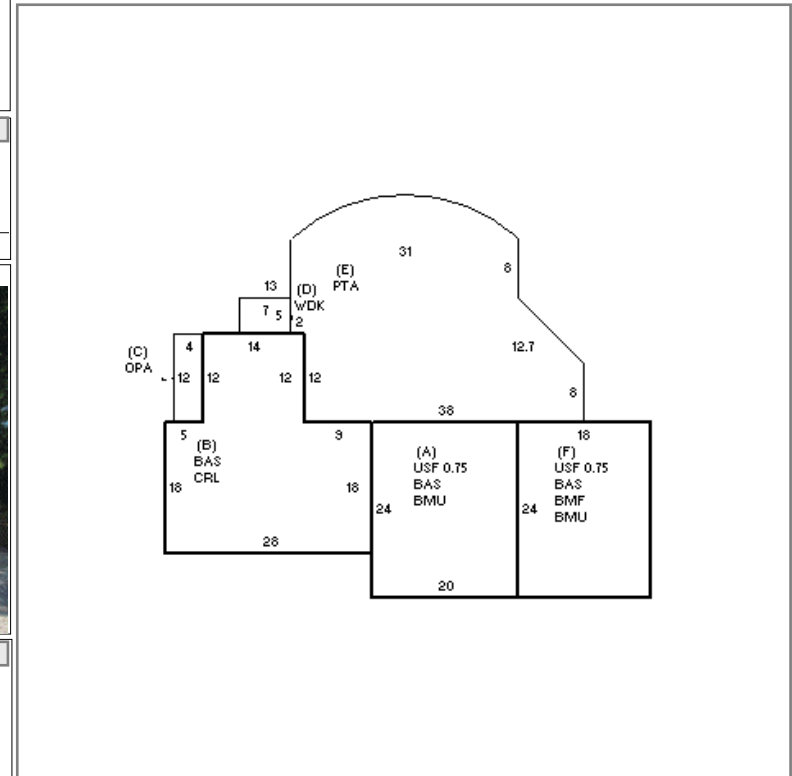 31
(E)
PTA
8
13
(D)
WDK
7 5
2
12.7
(C)
OPA
4
14
12
12
12
12
8
38
5
9
18
(B)
BAS
CRL
(A)
USF 0.75
BAS
BMU
(F)
USF 0.75
BAS
BMF
BMU
18
18
24
24
28
20